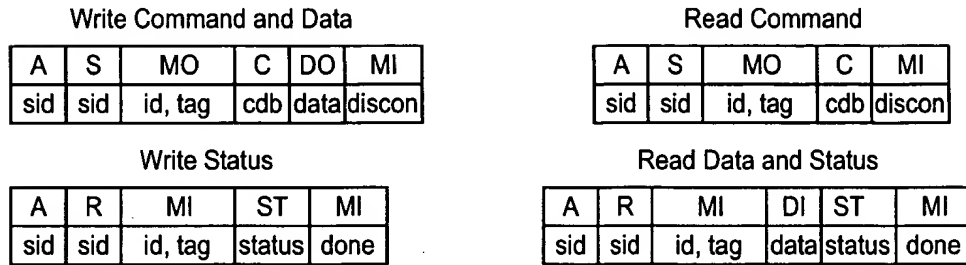 Write Command and Data
A S MO C DO MI
sid sid id, tag cdb data discon
Read Command
A S MO C MI
sid sid id, tag cdb discon
Write Status
A R MI ST MI
sid sid id, tag status done
Read Data and Status
A R MI DI ST MI
sid sid id, tag data status done